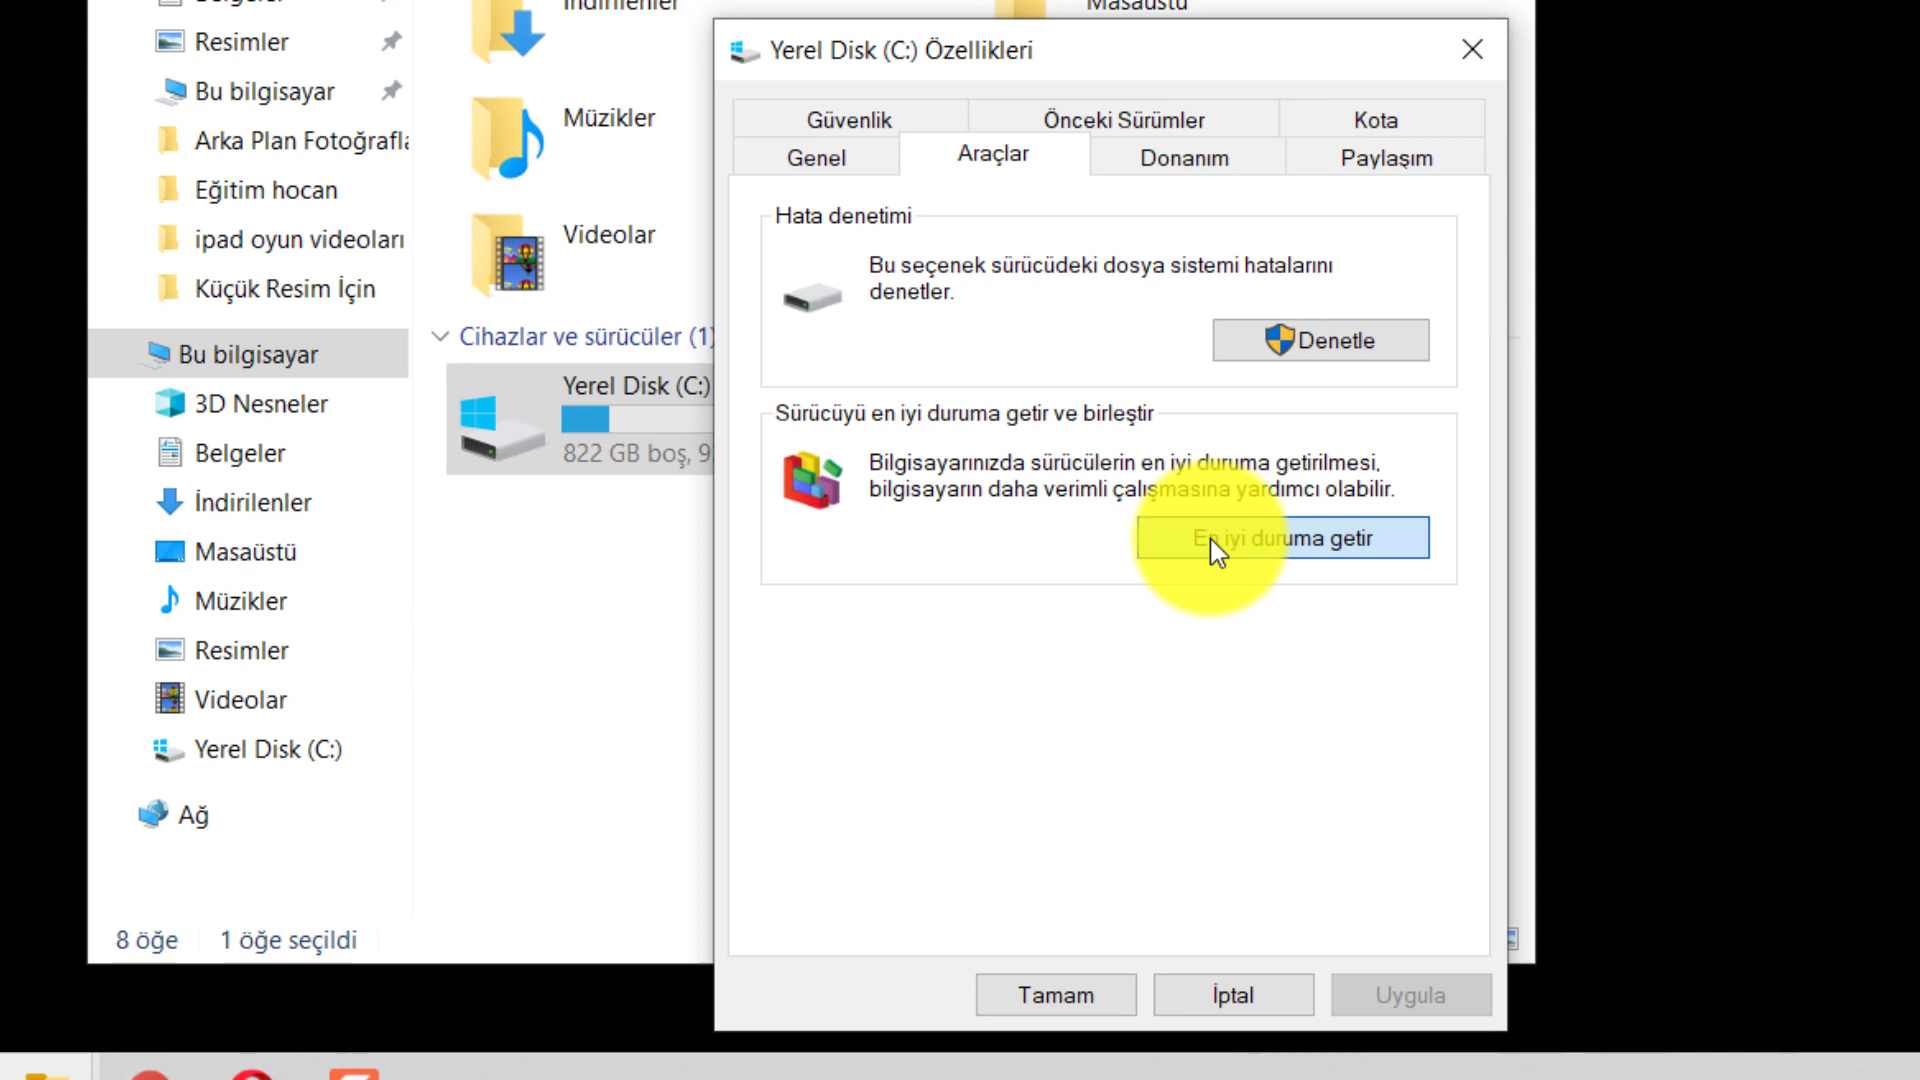 Resimler
Bu bilgisayar
Arka Plan Fotoğrafla
Eğitim hocan
ipad oyun videoları
Küçük Resim İçin
Bu bilgisayar
3D Nesneler
Belgeler
İndirilenler
Masaüstü
Müzikler
Resimler
Videolar
Yerel Disk (C:)
Ağ
8 öğe
1 öğe seçildi
İndirilenler
Masaüstü
Müzikler
Videolar
Cihazlar ve sürücüler (1)
Yerel Disk (C:)
822 GB boş, 9
Yerel Disk (C:) Özellikleri
Güvenlik
Önceki Sürümler
Kota
Genel
Araçlar
Donanım
Paylaşım
Hata denetimi
Bu seçenek sürücüdeki dosya sistemi hatalarını
denetler.
Denetle
Sürücüyü en iyi duruma getir ve birleştir
Bilgisayarınızda sürücülerin en iyi duruma getirilmesi,
bilgisayarın daha verimli çalışmasına yardımcı olabilir.
En iyi duruma getir
Tamam
İptal
Uygula